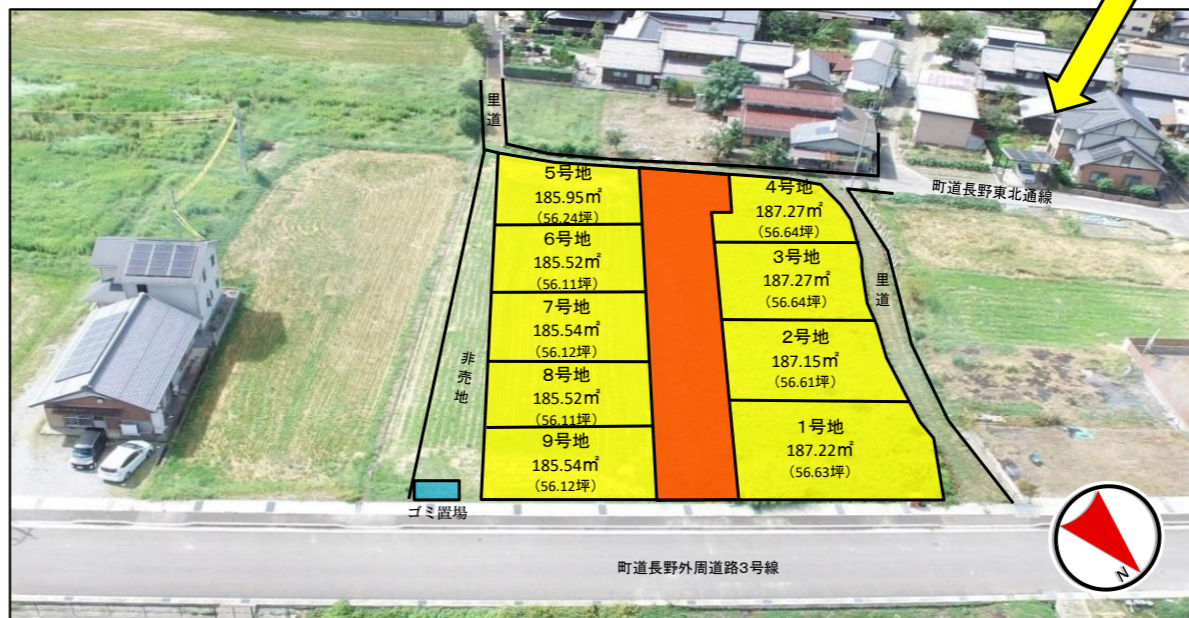 里道
5号地
185.95㎡
(56.24坪)
6号地
185.52㎡
(56.11坪)
7号地
185.54㎡
(56.12坪)
8号地
185.52㎡
(56.11坪)
9号地
185.54㎡
(56.12坪)
4号地
187.27㎡
(56.64坪)
3号地
187.27㎡
(56.64坪)
2号地
187.15㎡
(56.61坪)
1号地
187.22㎡
(56.63坪)
町道長野東北通線
里道
非売地
ゴミ置場
町道長野外周道路3号線
N